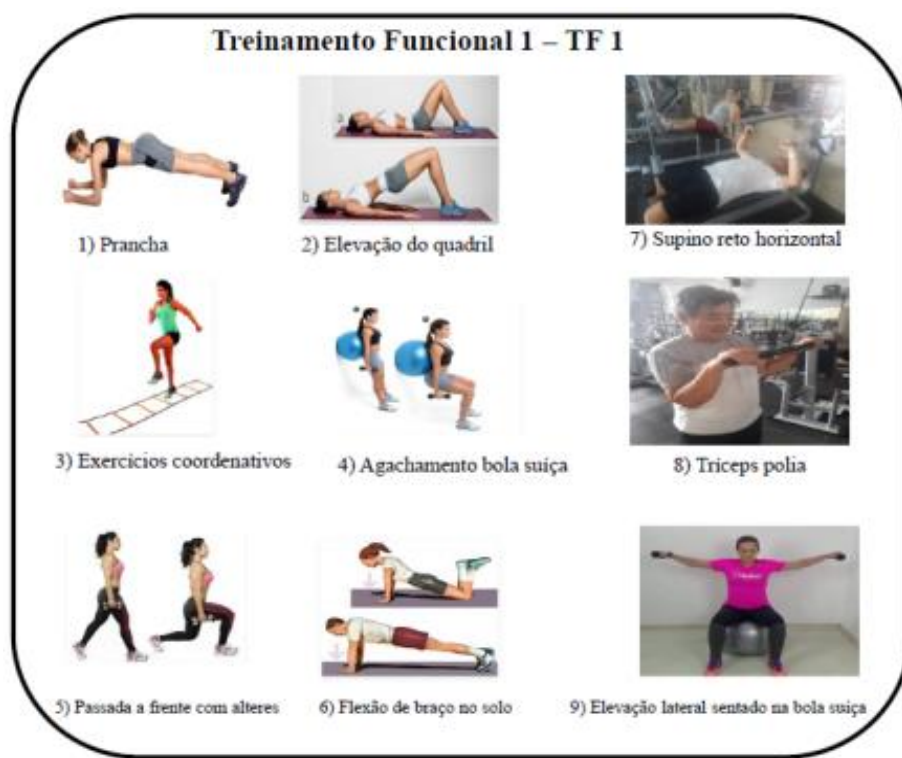 Treinamento Funcional 1 – TF 1
1) Prancha
2) Elevação do quadril
7) Supino reto horizontal
3) Exercícios coordenativos
4) Agachamento bola suiça
8) Triceps polia
5) Passada a frente com alteres
6) Flexão de braço no solo
9) Elevação lateral sentado na bola suiça